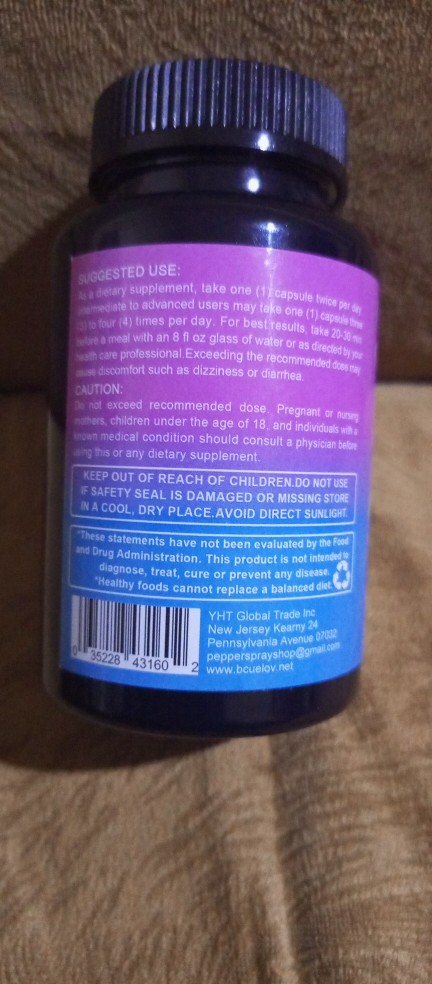 SUGGESTED USE:
As a dietary supplement, take one (1) capsule twice per day
Intermediate to advanced users may take one (1) capsule three
(3) to four (4) times per day. For best results, take 20-30 min
before a meal with an 8 fl oz glass of water or as directed by your
health care professional.Exceeding the recommended dose may
cause discomfort such as dizziness or diarrhea.
CAUTION:
Do not exceed recommended dose. Pregnant or nursing
mothers, children under the age of 18, and individuals with a
known medical condition should consult a physician before
using this or any dietary supplement.
KEEP OUT OF REACH OF CHILDREN.DO NOT USE
IF SAFETY SEAL IS DAMAGED OR MISSING STORE
IN A COOL, DRY PLACE.AVOID DIRECT SUNLIGHT.
*These statements have not been evaluated by the Food
and Drug Administration. This product is not intended to
diagnose, treat, cure or prevent any disease.
*Healthy foods cannot replace a balanced diet.
YHT Global Trade Inc
New Jersey Kearny 24
Pennsylvania Avenue 07032
peppersprayshop@gmail.com
www.bcuelov.net
0 35228 43160 2